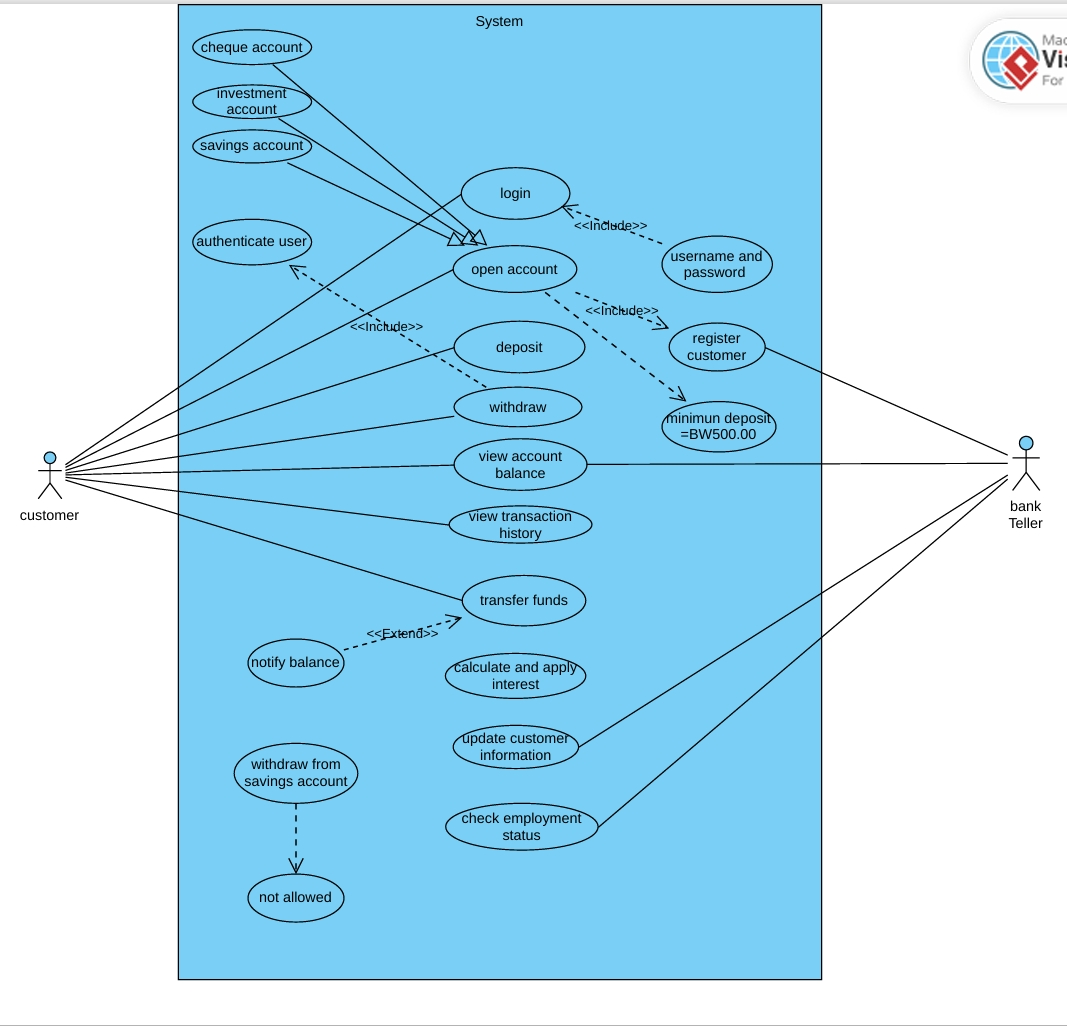 System
cheque account
investment
account
savings account
login
<<Include>>
authenticate user
username and
password
open account
<<Include>>
<<Include>>
register
customer
deposit
withdraw
minimun deposit
=BW500.00
view account
balance
customer
bank
Teller
view transaction
history
transfer funds
<<Extend>>
notify balance
calculate and apply
interest
update customer
information
withdraw from
savings account
check employment
status
not allowed
For